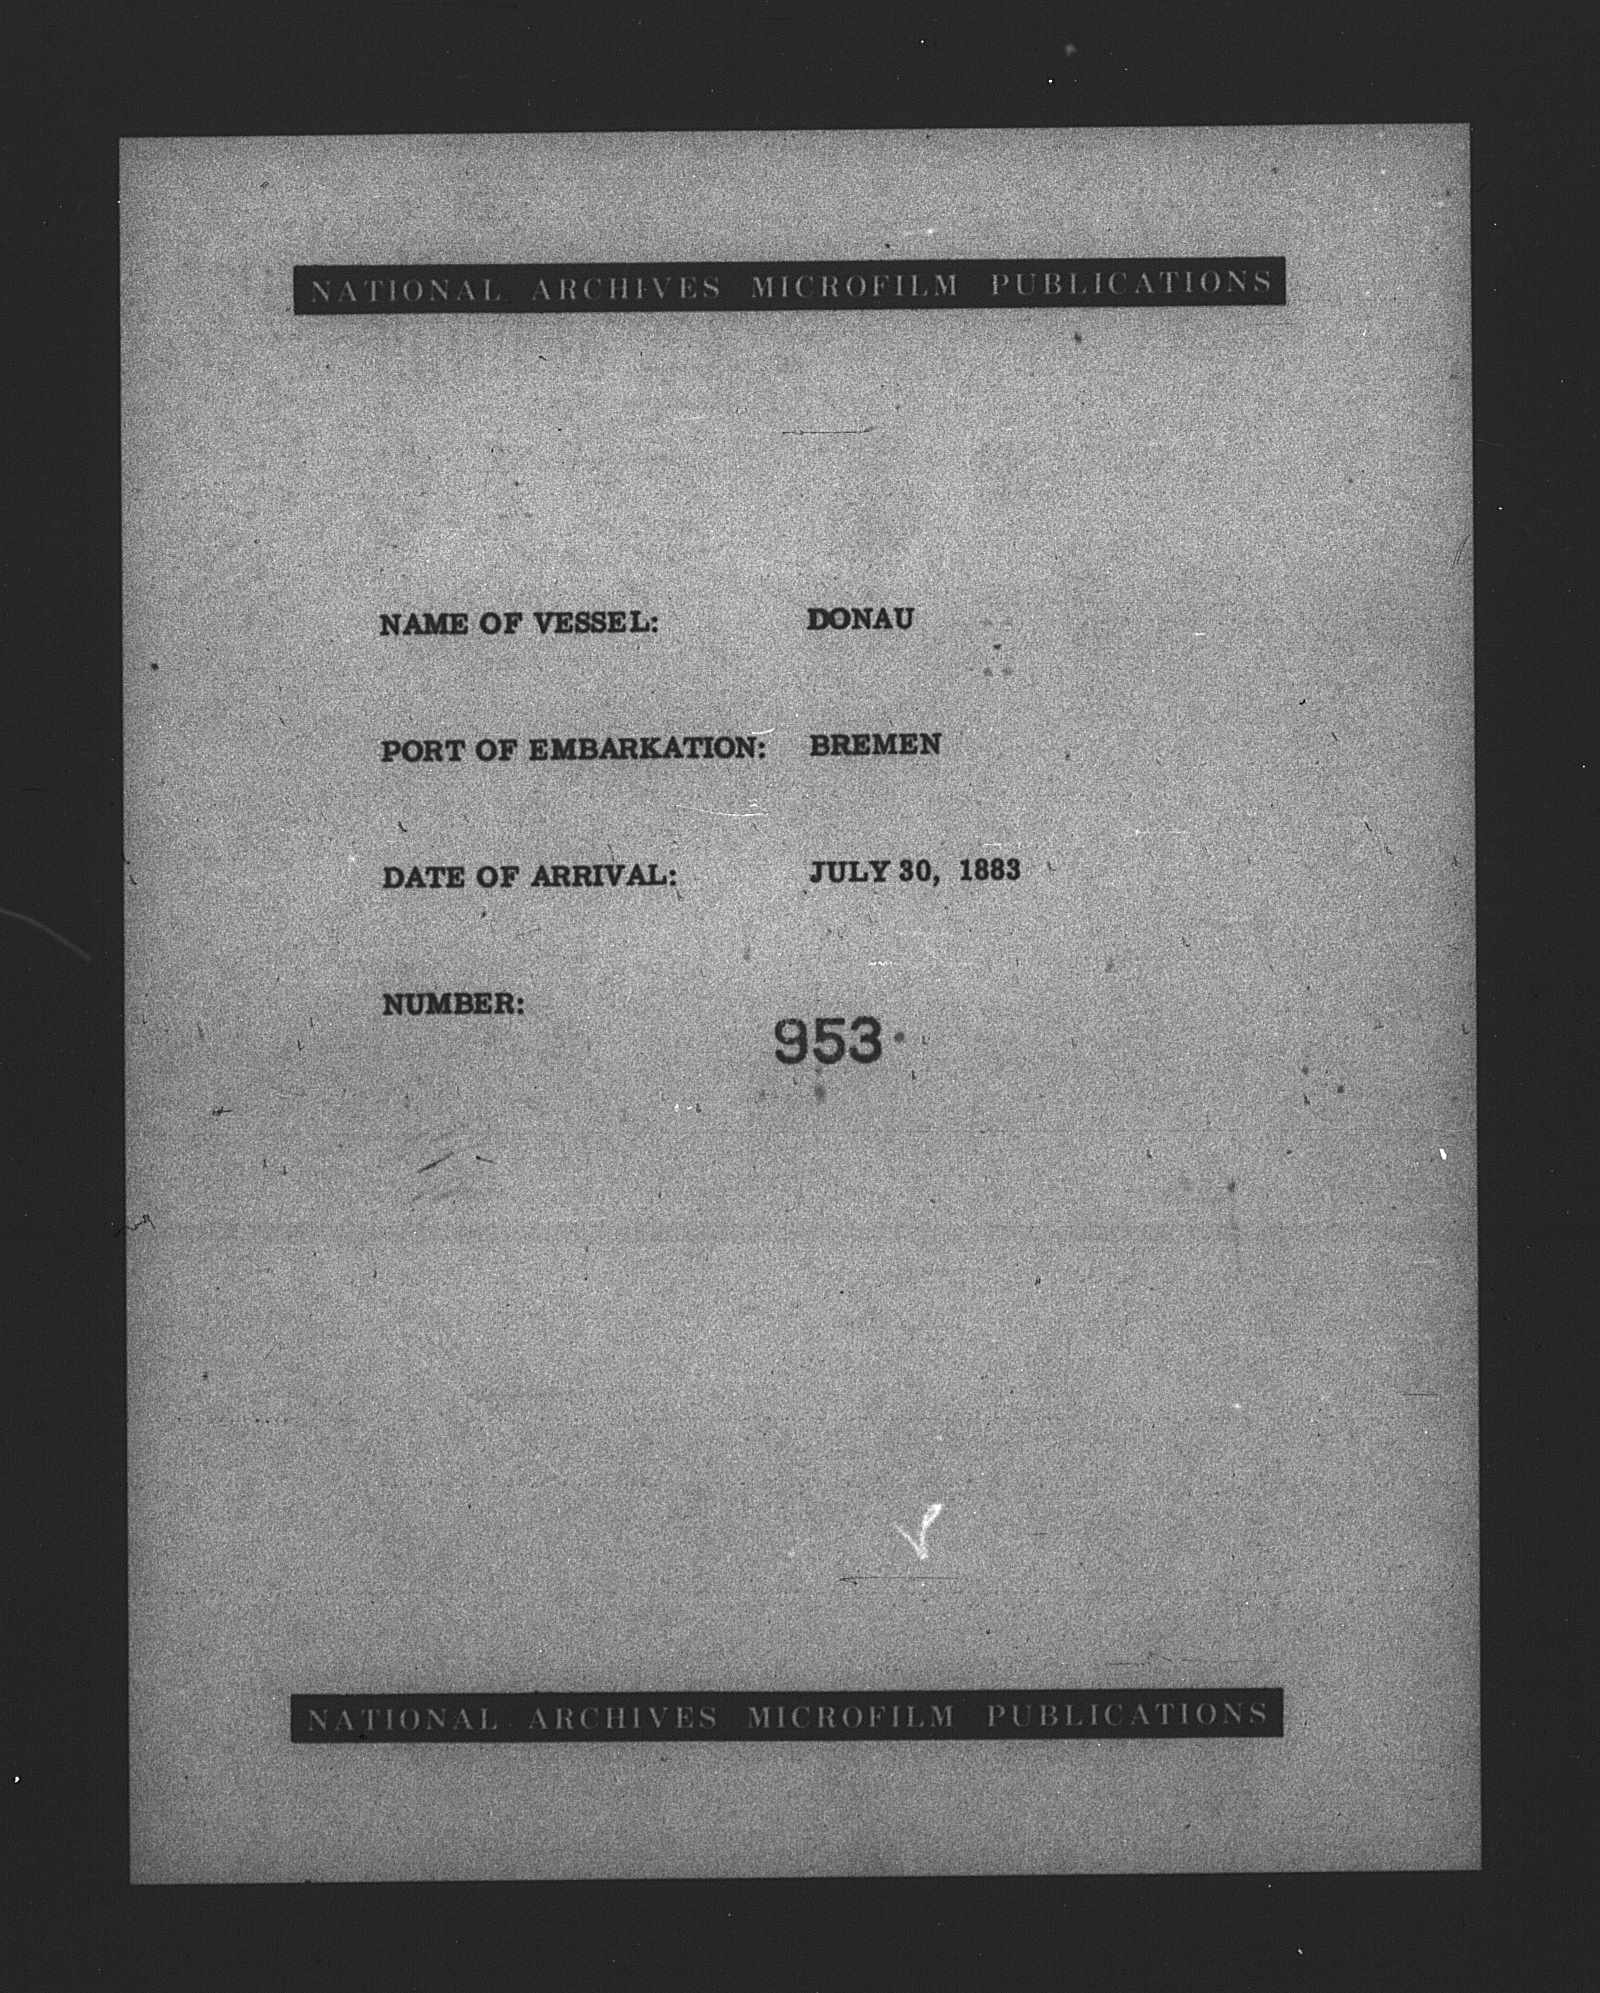 NATIONAL ARCHIVES MICROFILM PUBLICATIONS
NAME OF VESSEL: DONAU
PORT OF EMBARKATION: BREMEN
DATE OF ARRIVAL: JULY 30, 1883
NUMBER:
953
NATIONAL ARCHIVES MICROFILM PUBLICATIONS